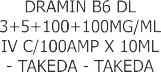 DRAMIN B6 DL
3+5+100+100MG/ML
IV C/100AMP X 10ML
- TAKEDA - TAKEDA